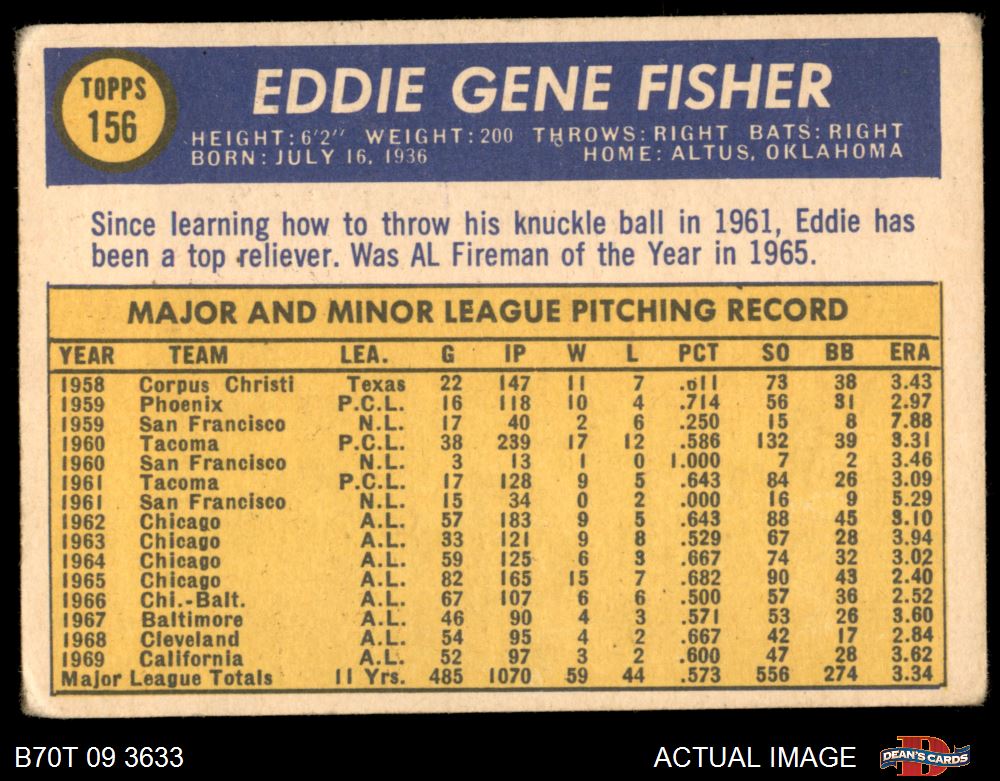 TOPPS
156
EDDIE GENE FISHER
HEIGHT: 6'2" WEIGHT: 200 THROWS: RIGHT BATS: RIGHT
BORN: JULY 16, 1936 HOME: ALTUS, OKLAHOMA
Since learning how to throw his knuckle ball in 1961, Eddie has
been a top reliever. Was AL Fireman of the Year in 1965.
MAJOR AND MINOR LEAGUE PITCHING RECORD
YEAR TEAM LEA. G IP W L PCT SO BB ERA
1958 Corpus Christi Texas 22 147 11 7 .611 73 38 3.43
1959 Phoenix P.C.L. 16 118 10 4 .714 56 31 2.97
1959 San Francisco N.L. 17 40 2 6 .250 15 8 7.88
1960 Tacoma P.C.L. 38 239 17 12 .586 132 39 3.31
1960 San Francisco N.L. 3 13 1 0 1.000 7 2 3.46
1961 Tacoma P.C.L. 17 128 9 5 .643 84 26 3.09
1961 San Francisco N.L. 15 34 0 2 .000 16 9 5.29
1962 Chicago A.L. 57 183 9 5 .643 88 45 3.10
1963 Chicago A.L. 33 121 9 8 .529 67 28 3.94
1964 Chicago A.L. 59 125 6 3 .667 74 32 3.02
1965 Chicago A.L. 82 165 15 7 .682 90 43 2.40
1966 Chi.-Balt. A.L. 67 107 6 6 .500 57 36 2.52
1967 Baltimore A.L. 46 90 4 3 .571 53 26 3.60
1968 Cleveland A.L. 54 95 4 2 .667 42 17 2.84
1969 California A.L. 52 97 3 2 .600 47 28 3.62
Major League Totals 11 Yrs. 485 1070 59 44 .573 556 274 3.34
B70T 09 3633 ACTUAL IMAGE DEAN'S CARDS